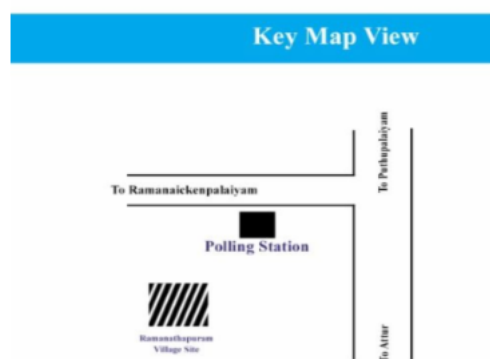 Key Map View
To Puthupalaiyam
To Ramanaickenpalaiyam
Polling Station
Ramanathapuram
Village Site
To Attur